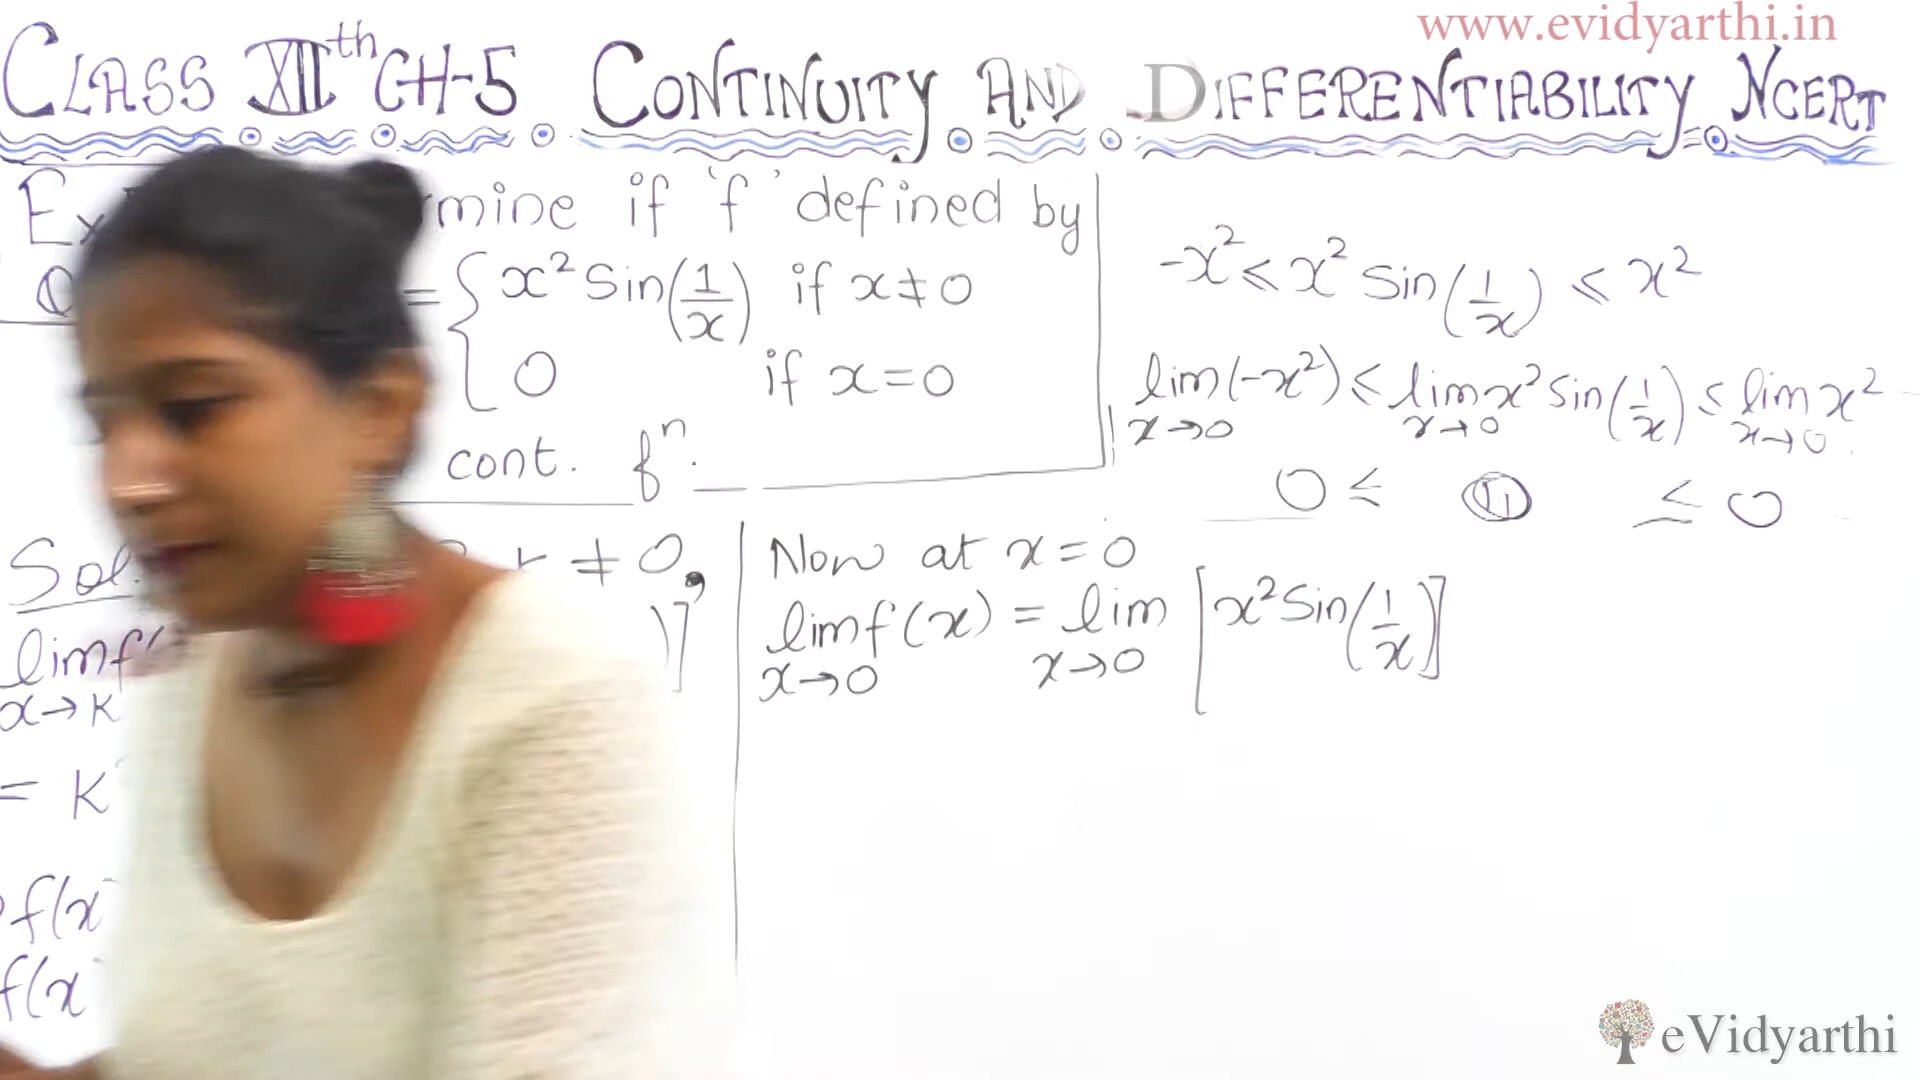 www.evidyarthi.in
CLASS XIIth CH-5 CONTINUITY AND DIFFERENTIABILITY NCERT
Ex if 'f' defined by
= { x² Sin(1/x) if x ≠ 0
0 if x = 0
cont. fⁿ.
-x² ≤ x² Sin(1/x) ≤ x²
lim x→0 (-x²) ≤ lim x→0 x² Sin(1/x) ≤ lim x→0 x²
0 ≤ ≤ 0
Sol. ≠ 0,
lim f(
x→K
= K
f(x
f(x
Now at x = 0
lim x→0 f(x) = lim x→0 [x² Sin(1/x)]
eVidyarthi